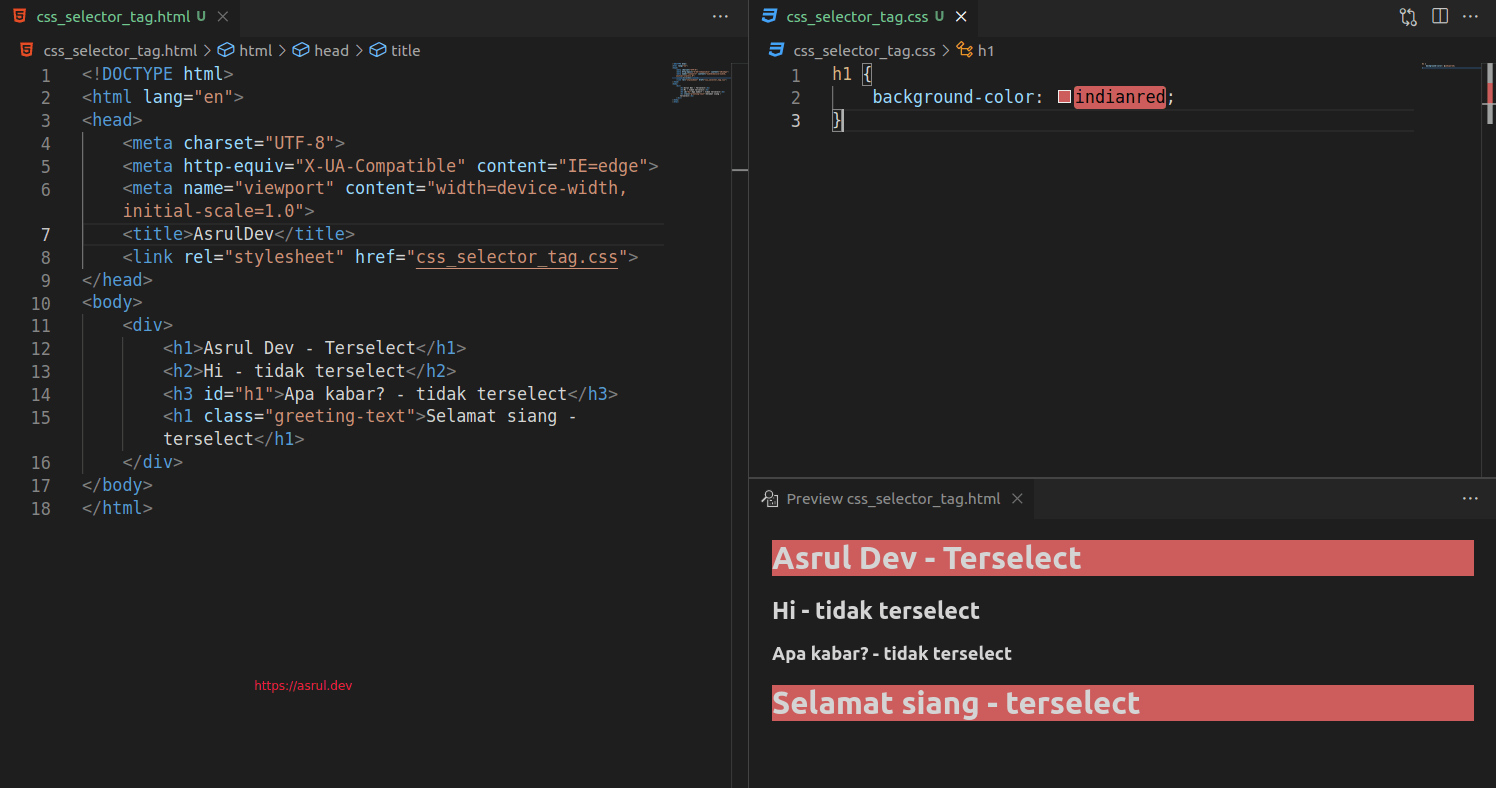 css_selector_tag.html U
css_selector_tag.html > html > head > title
1 <!DOCTYPE html>
2 <html lang="en">
3 <head>
4 <meta charset="UTF-8">
5 <meta http-equiv="X-UA-Compatible" content="IE=edge">
6 <meta name="viewport" content="width=device-width,
initial-scale=1.0">
7 <title>AsrulDev</title>
8 <link rel="stylesheet" href="css_selector_tag.css">
9 </head>
10 <body>
11 <div>
12 <h1>Asrul Dev - Terselect</h1>
13 <h2>Hi - tidak terselect</h2>
14 <h3 id="h1">Apa kabar? - tidak terselect</h3>
15 <h1 class="greeting-text">Selamat siang -
terselect</h1>
16 </div>
17 </body>
18 </html>
https://asrul.dev
css_selector_tag.css U
css_selector_tag.css > h1
1 h1 {
2 background-color: indianred;
3 }
Preview css_selector_tag.html
Asrul Dev - Terselect
Hi - tidak terselect
Apa kabar? - tidak terselect
Selamat siang - terselect